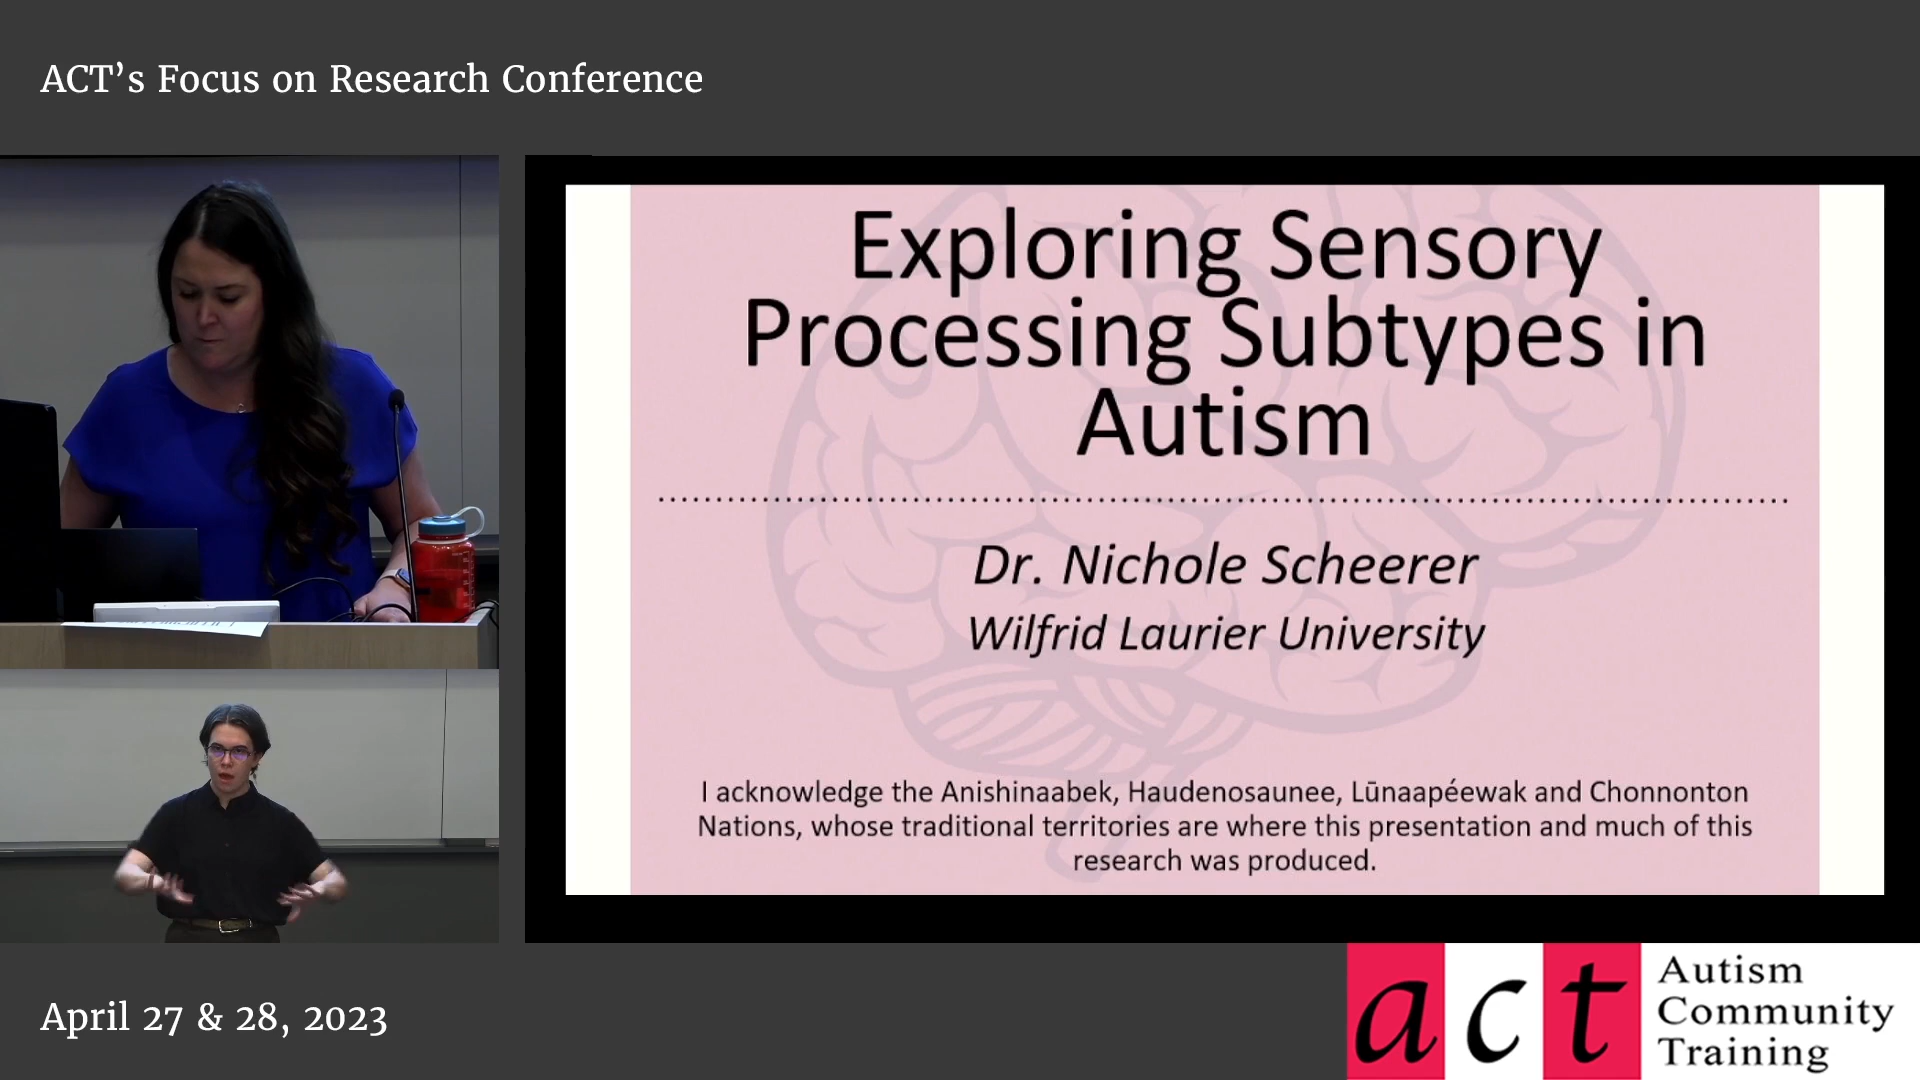 ACT's Focus on Research Conference
Exploring Sensory
Processing Subtypes in
Autism
Dr. Nichole Scheerer
Wilfrid Laurier University
I acknowledge the Anishinaabek, Haudenosaunee, Lūnaapéewak and Chonnonton
Nations, whose traditional territories are where this presentation and much of this
research was produced.
April 27 & 28, 2023
act
Autism
Community
Training